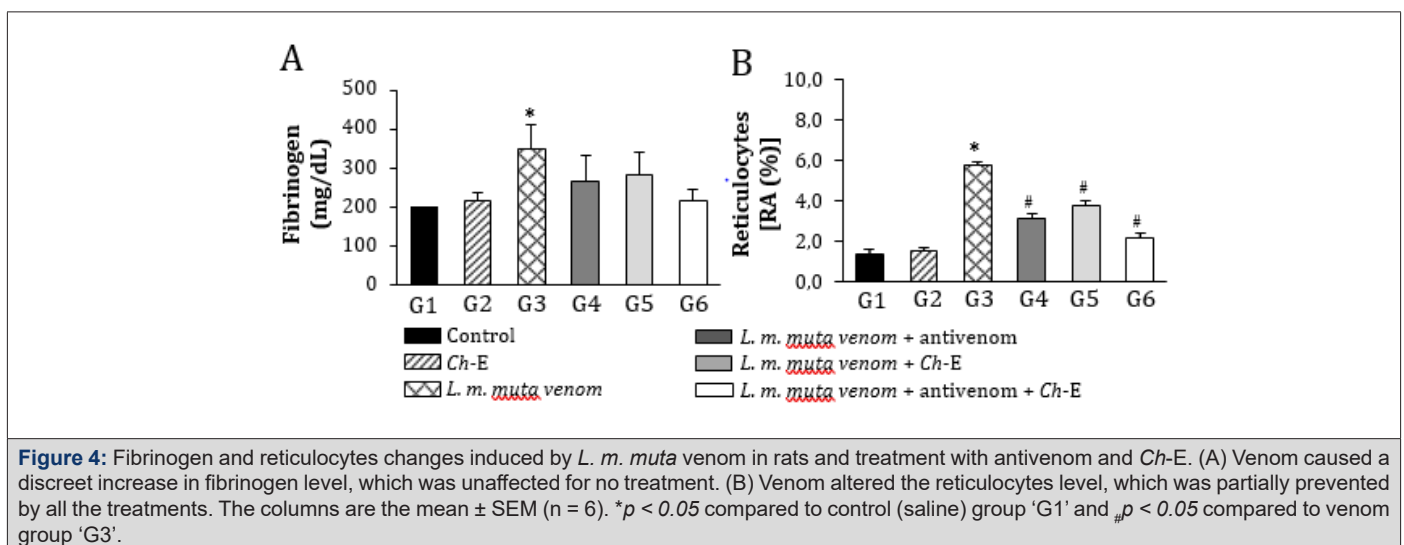 A
B
Fibrinogen
(mg/dL)
500
400
300
200
100
0
*
G1 G2 G3 G4 G5 G6
Reticulocytes
[RA (%)]
10,0
8,0
6,0
4,0
2,0
0,0
*
#
#
#
G1 G2 G3 G4 G5 G6
Control
Ch-E
L. m. muta venom
L. m. muta venom + antivenom
L. m. muta venom + Ch-E
L. m. muta venom + antivenom + Ch-E
Figure 4: Fibrinogen and reticulocytes changes induced by L. m. muta venom in rats and treatment with antivenom and Ch-E. (A) Venom caused a
discreet increase in fibrinogen level, which was unaffected for no treatment. (B) Venom altered the reticulocytes level, which was partially prevented
by all the treatments. The columns are the mean ± SEM (n = 6). *p < 0.05 compared to control (saline) group ‘G1’ and #p < 0.05 compared to venom
group ‘G3’.